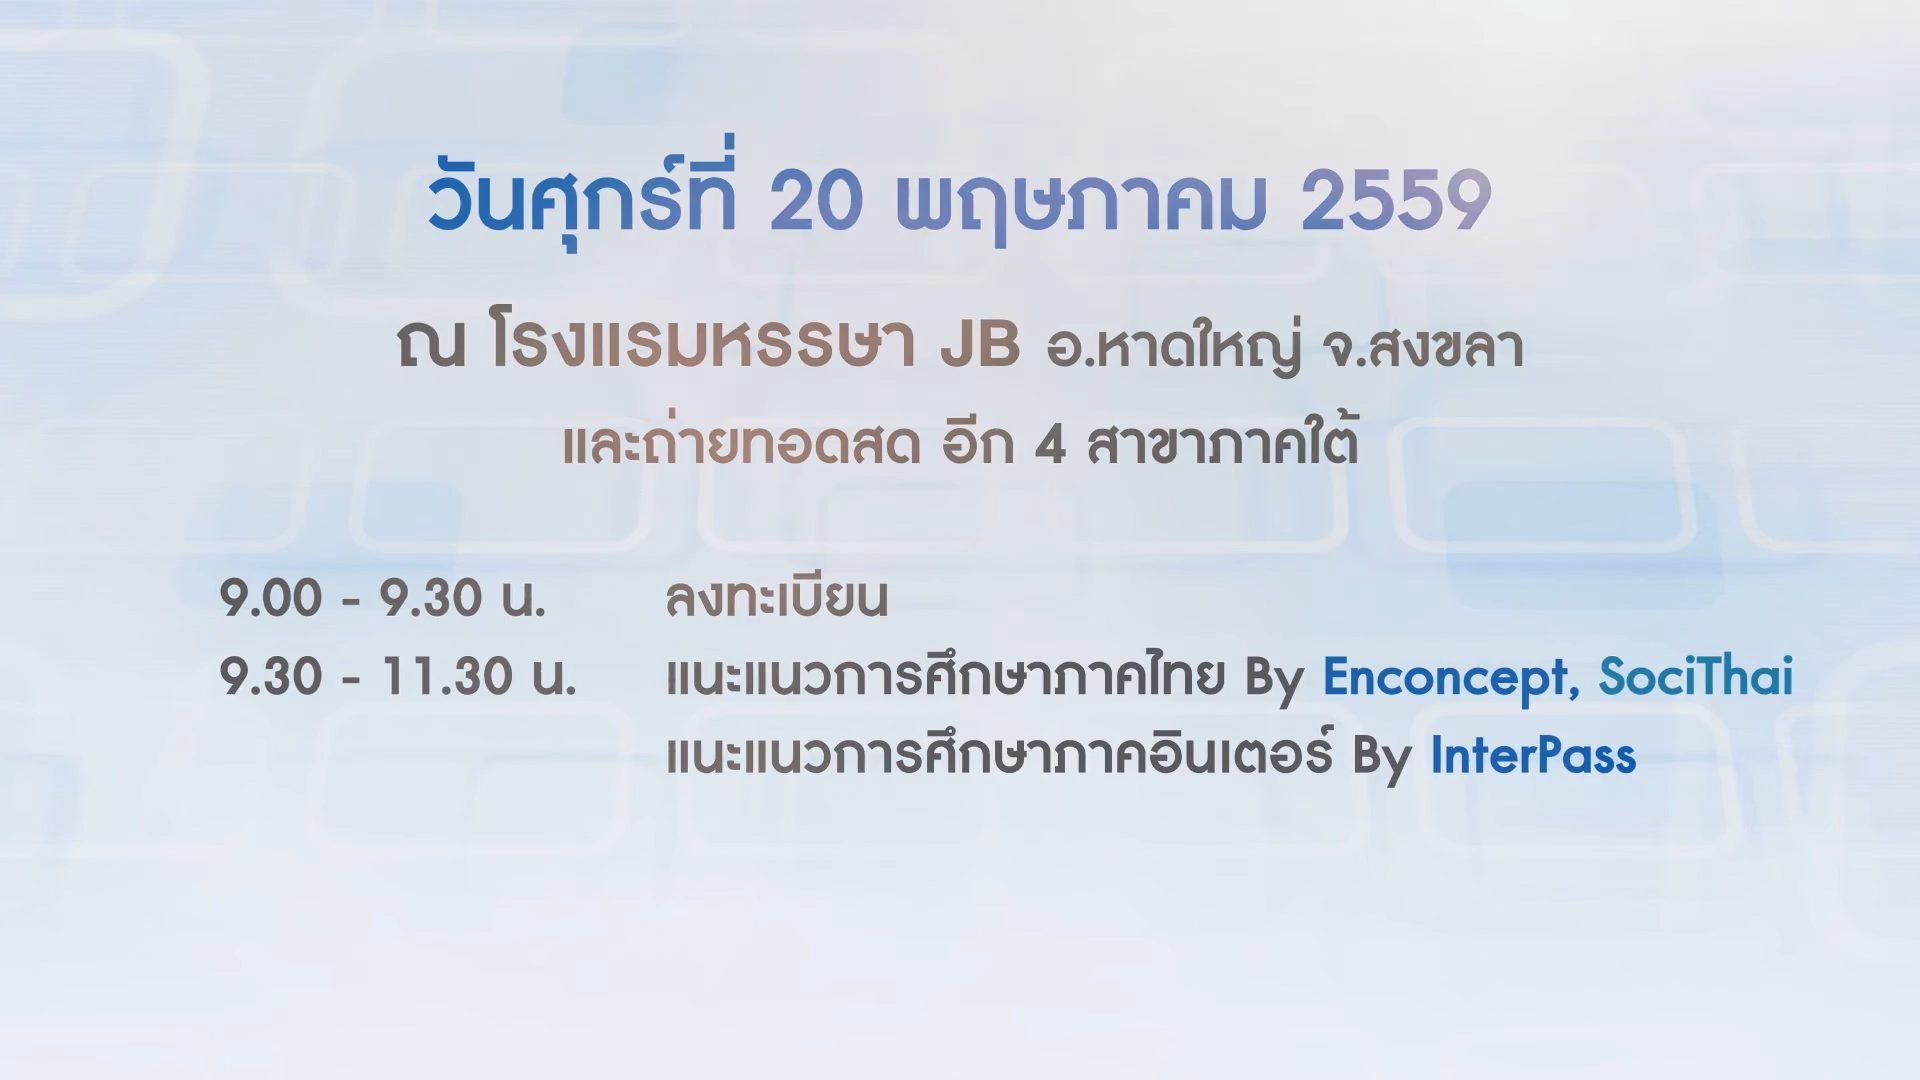 วันศุกร์ที่ 20 พฤษภาคม 2559
ณ โรงแรมหรรษา JB อ.หาดใหญ่ จ.สงขลา
และถ่ายทอดสด อีก 4 สาขาภาคใต้
9.00 - 9.30 น. ลงทะเบียน
9.30 - 11.30 น. แนะแนวการศึกษาภาคไทย By Enconcept, SociThai
แนะแนวการศึกษาภาคอินเตอร์ By InterPass